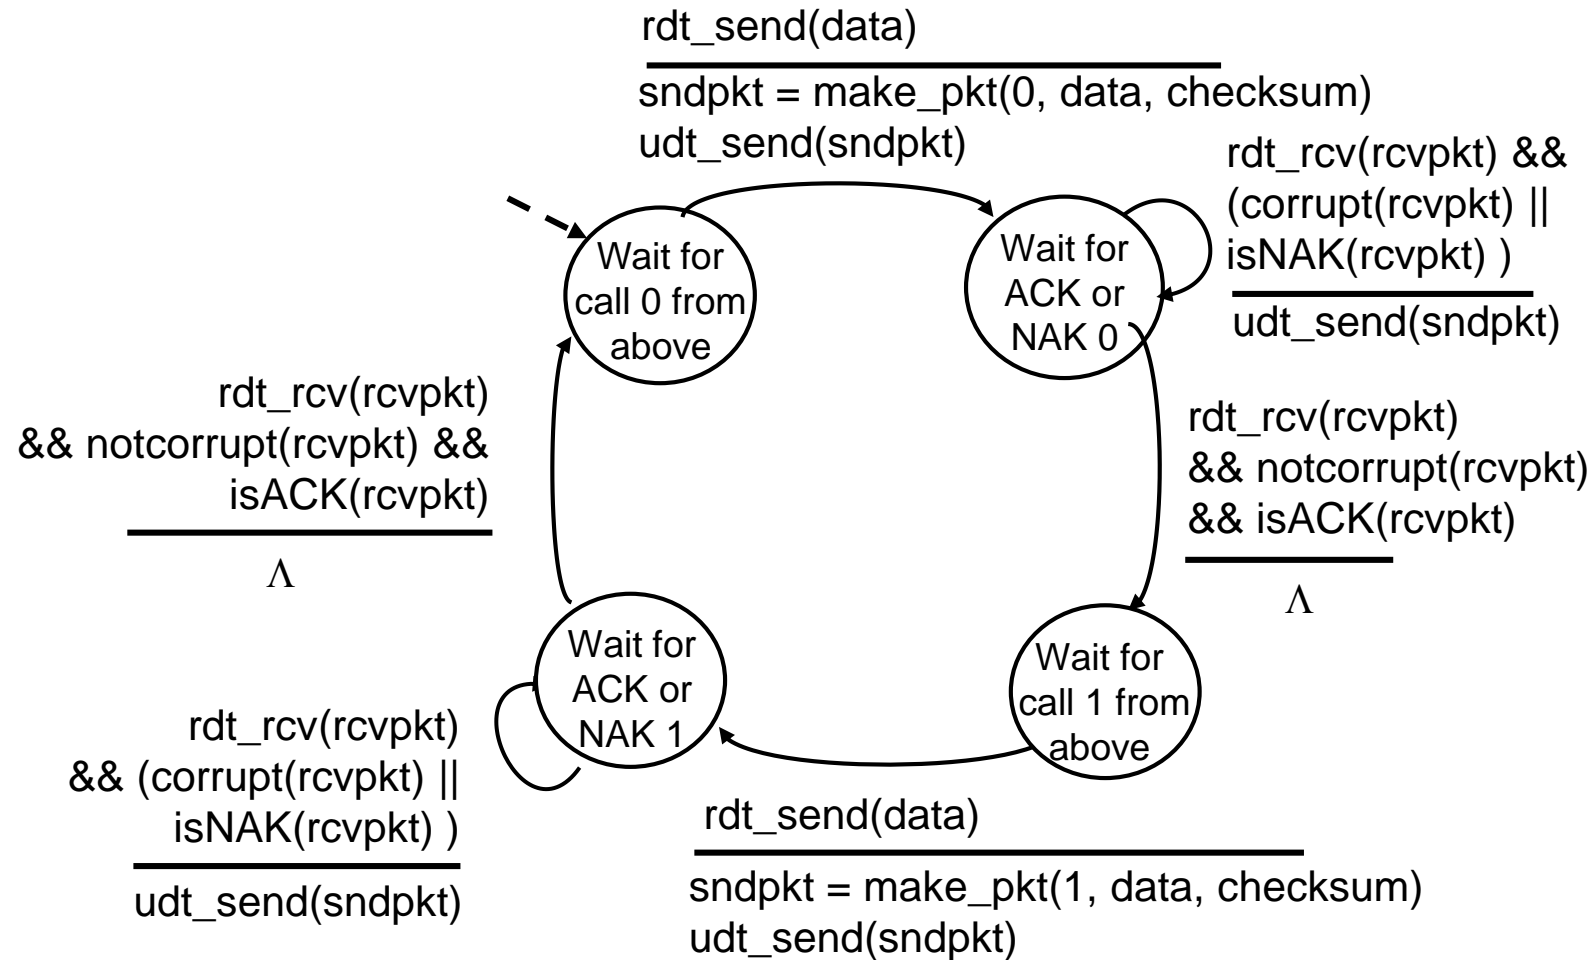 rdt_send(data)
sndpkt = make_pkt(0, data, checksum)
udt_send(sndpkt)
rdt_rcv(rcvpkt) &&
(corrupt(rcvpkt) ||
isNAK(rcvpkt) )
udt_send(sndpkt)
Wait for
call 0 from
above
Wait for
ACK or
NAK 0
rdt_rcv(rcvpkt)
&& notcorrupt(rcvpkt) &&
isACK(rcvpkt)
Λ
rdt_rcv(rcvpkt)
&& notcorrupt(rcvpkt)
&& isACK(rcvpkt)
Λ
Wait for
ACK or
NAK 1
Wait for
call 1 from
above
rdt_rcv(rcvpkt)
&& (corrupt(rcvpkt) ||
isNAK(rcvpkt) )
udt_send(sndpkt)
rdt_send(data)
sndpkt = make_pkt(1, data, checksum)
udt_send(sndpkt)